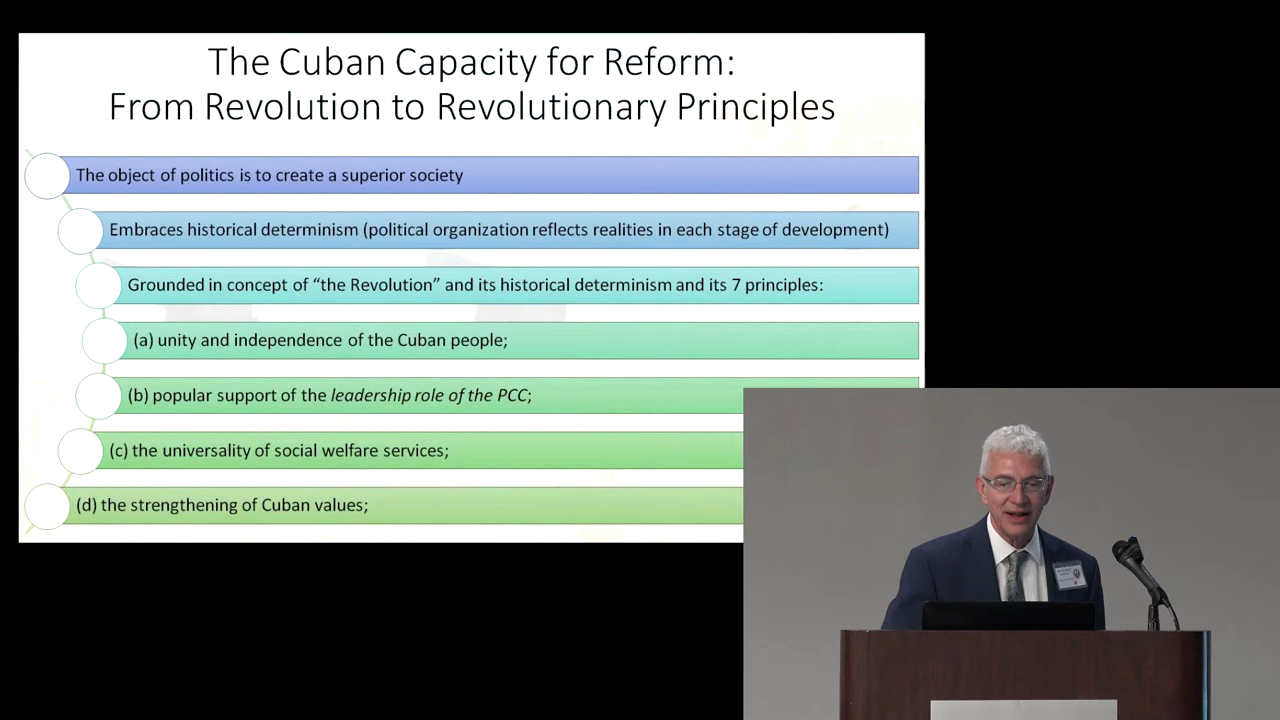 The Cuban Capacity for Reform:
From Revolution to Revolutionary Principles
The object of politics is to create a superior society
Embraces historical determinism (political organization reflects realities in each stage of development)
Grounded in concept of “the Revolution” and its historical determinism and its 7 principles:
(a) unity and independence of the Cuban people;
(b) popular support of the leadership role of the PCC;
(c) the universality of social welfare services;
(d) the strengthening of Cuban values;